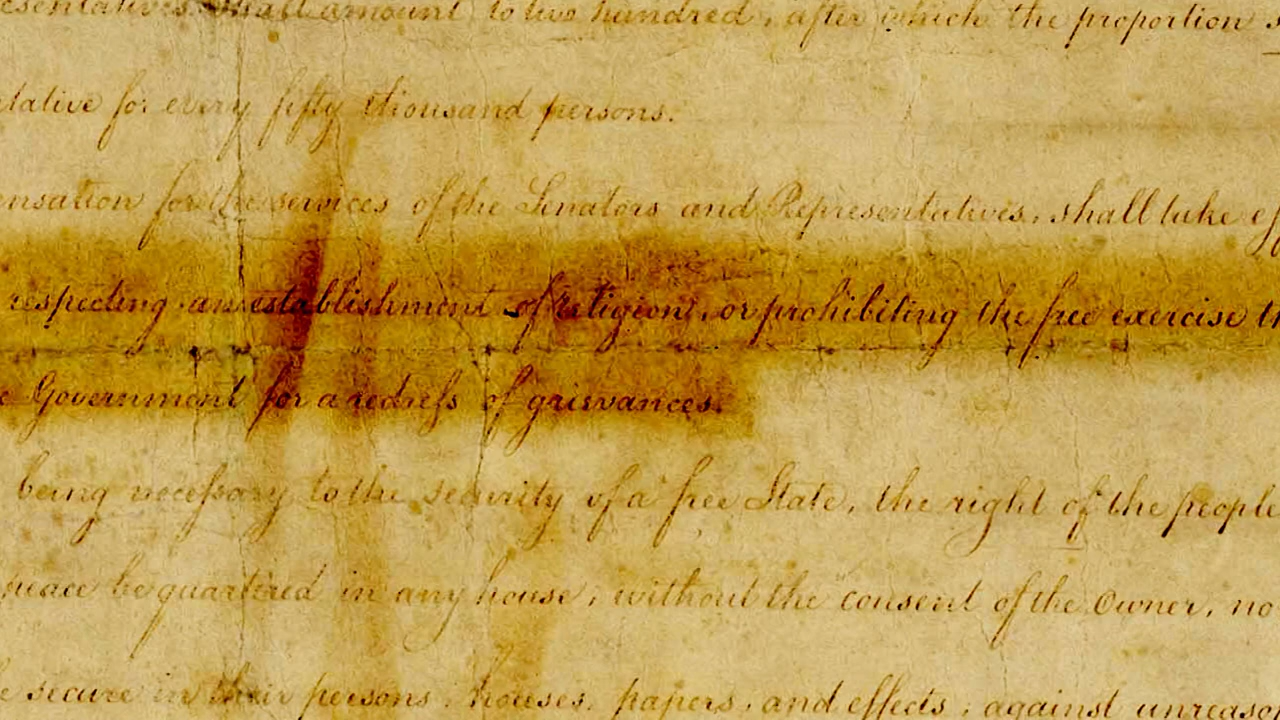 esentatives shall amount to two hundred, after which the proportion
tative for every fifty thousand persons.
ensation for the services of the Senators and Representatives, shall take ef
respecting an establishment of religion, or prohibiting the free exercise th
e Government for a redress of grievances.
being necessary to the security of a free State, the right of the people
peace be quartered in any house, without the consent of the Owner, no
e secure in their persons, houses, papers, and effects, against unreaso